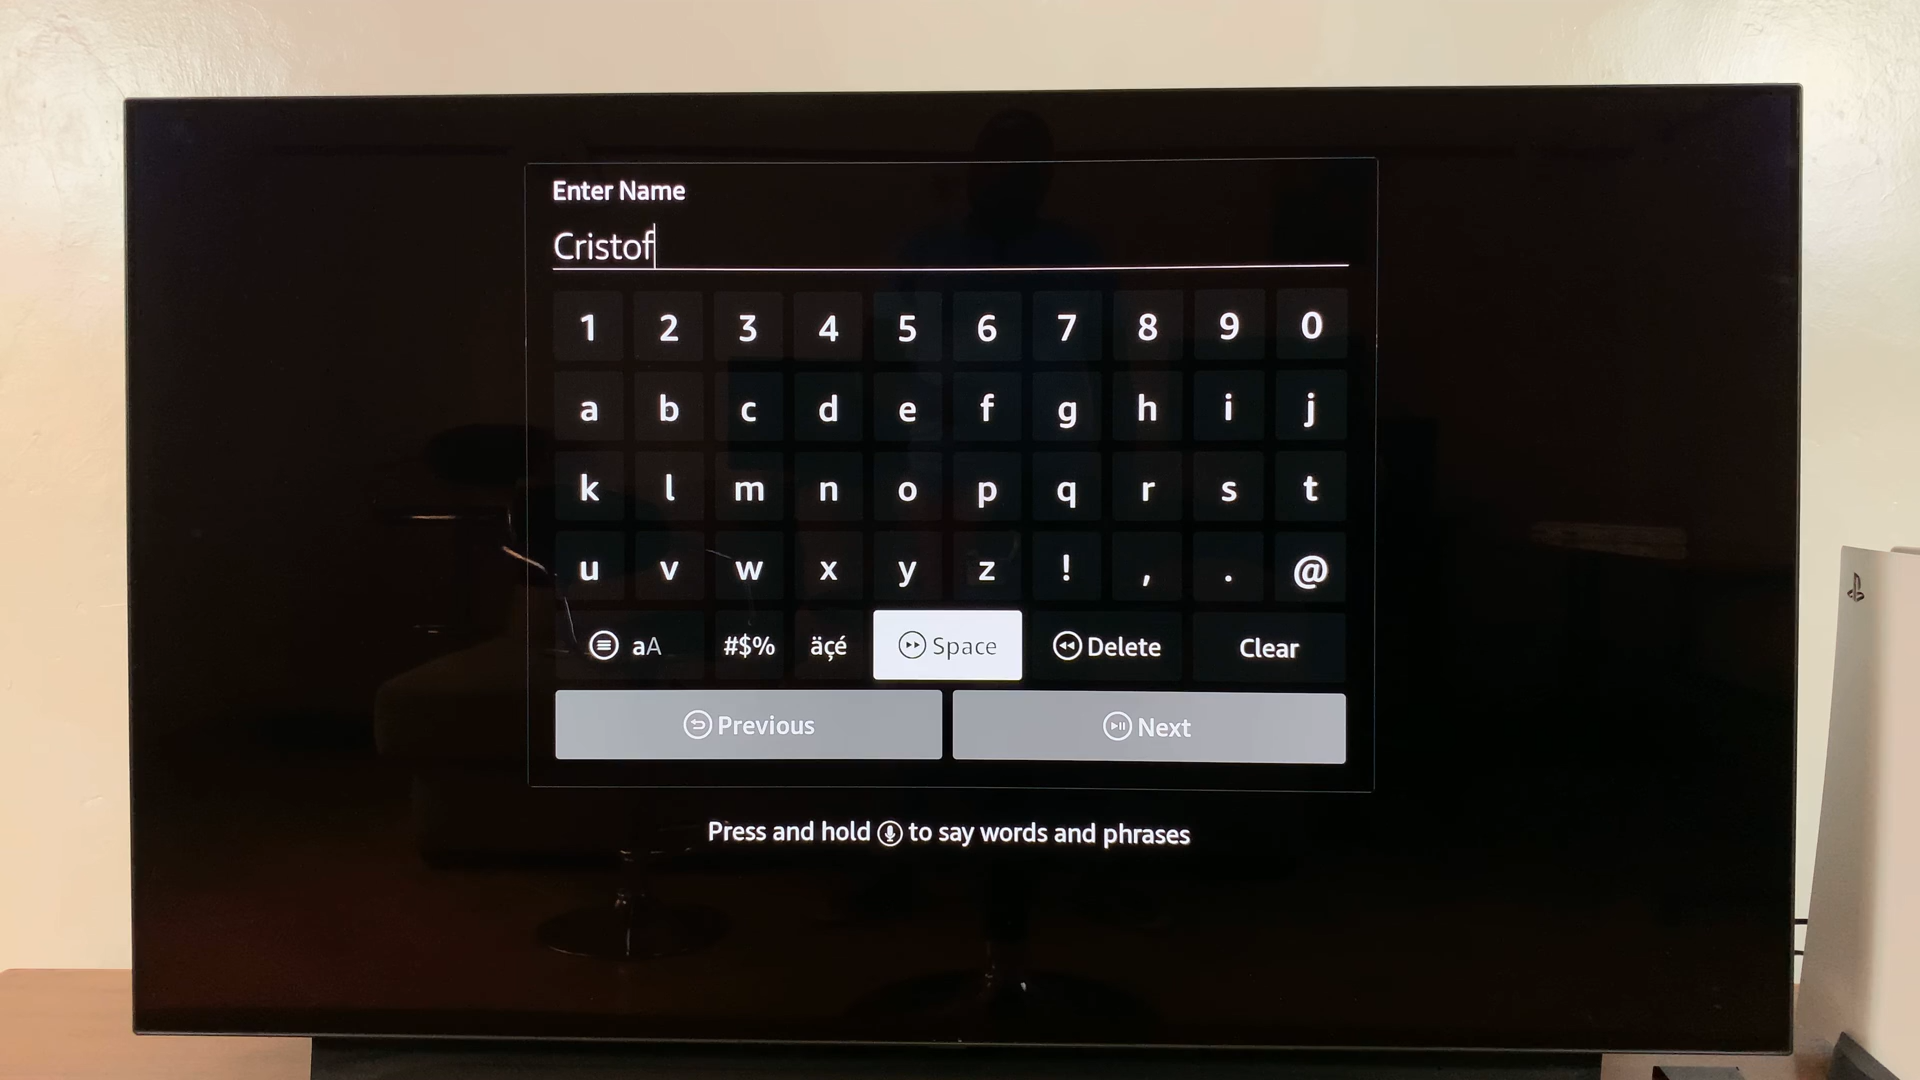 Enter Name
Cristof
1 2 3 4 5 6 7 8 9 0
a b c d e f g h i j
k l m n o p q r s t
u v w x y z ! , . @
aA #$% äçé Space Delete Clear
Previous Next
Press and hold to say words and phrases